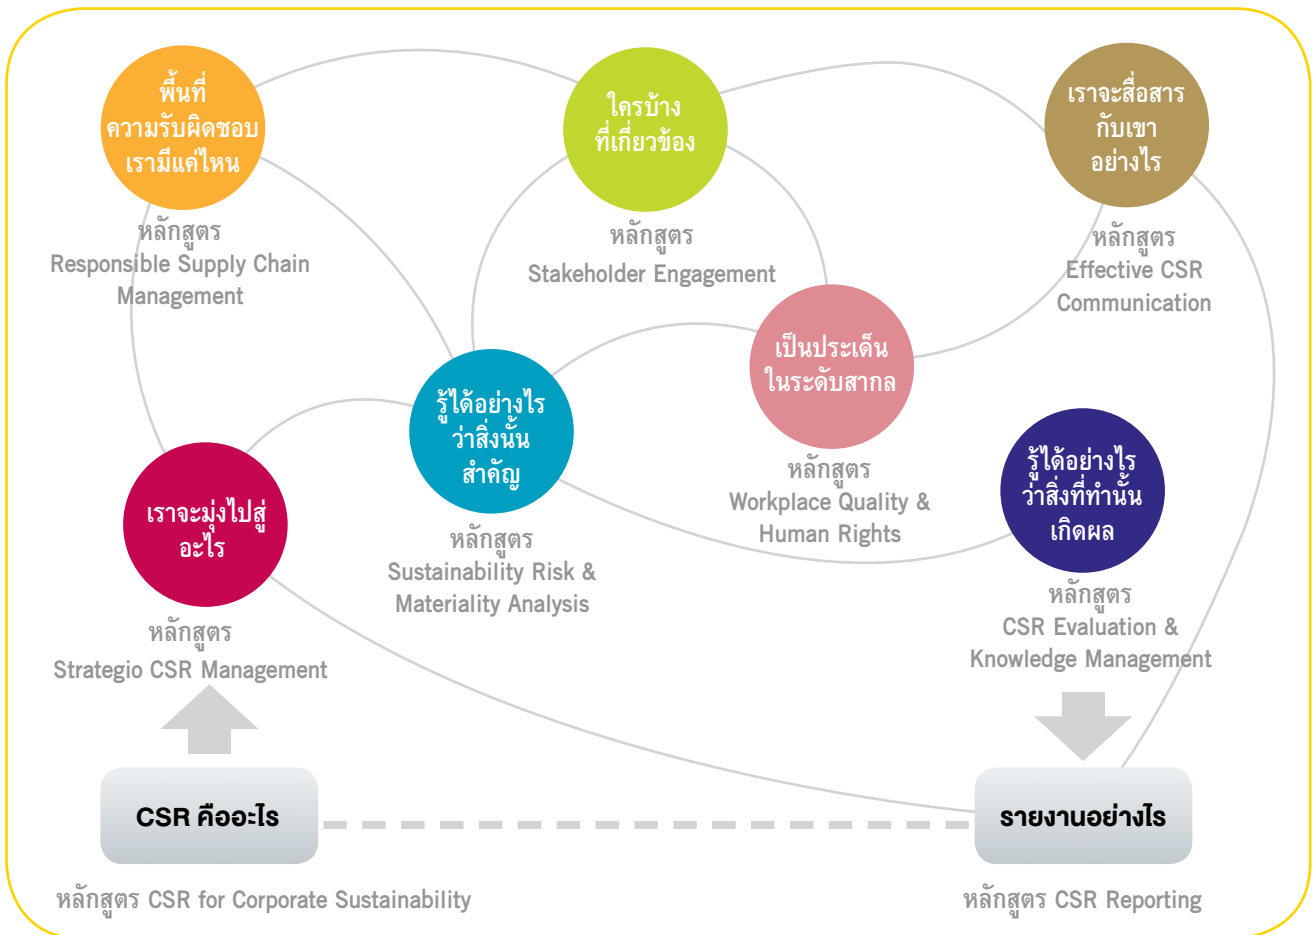 พื้นที่
ความรับผิดชอบ
เรามีแค่ไหน
หลักสูตร
Responsible Supply Chain
Management
ใครบ้าง
ที่เกี่ยวข้อง
หลักสูตร
Stakeholder Engagement
เราจะสื่อสาร
กับเขา
อย่างไร
หลักสูตร
Effective CSR
Communication
เป็นประเด็น
ในระดับสากล
หลักสูตร
Workplace Quality &
Human Rights
รู้ได้อย่างไร
ว่าสิ่งนั้น
สำคัญ
หลักสูตร
Sustainability Risk &
Materiality Analysis
เราจะมุ่งไปสู่
อะไร
หลักสูตร
Strategio CSR Management
รู้ได้อย่างไร
ว่าสิ่งที่ทำนั้น
เกิดผล
หลักสูตร
CSR Evaluation &
Knowledge Management
CSR คืออะไร
หลักสูตร CSR for Corporate Sustainability
รายงานอย่างไร
หลักสูตร CSR Reporting